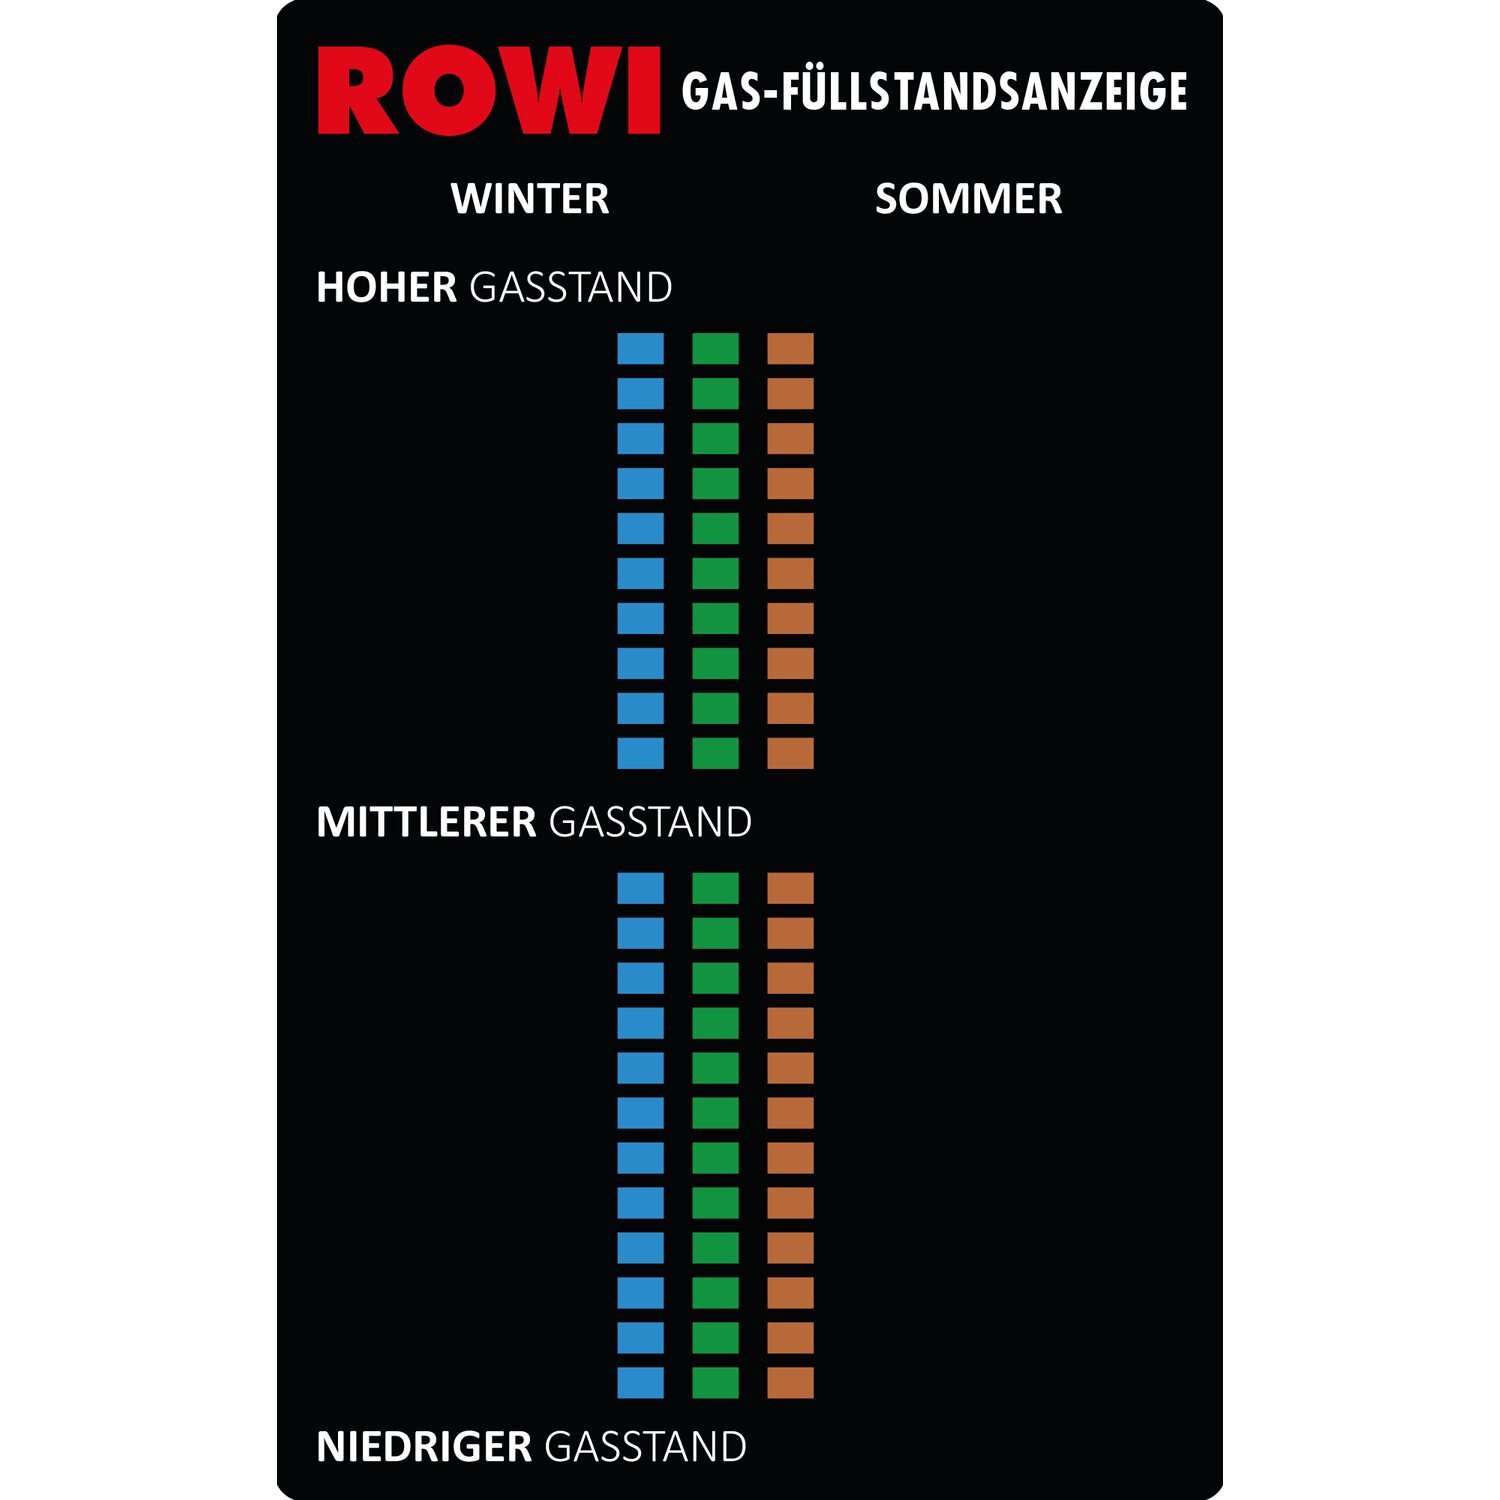 ROWI GAS-FÜLLSTANDSANZEIGE
WINTER SOMMER
HOHER GASSTAND
MITTLERER GASSTAND
NIEDRIGER GASSTAND